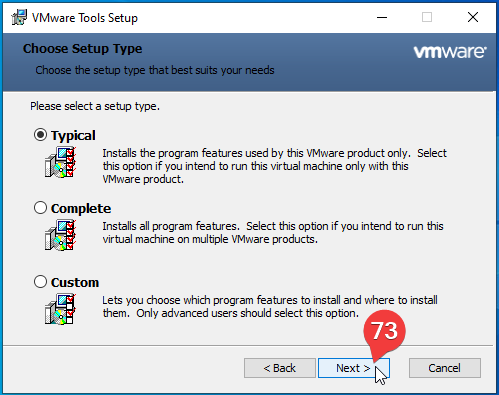 VMware Tools Setup
Choose Setup Type
vmware
Choose the setup type that best suits your needs
Please select a setup type.
Typical
Installs the program features used by this VMware product only. Select
this option if you intend to run this virtual machine only with this
VMware product.
Complete
Installs all program features. Select this option if you intend to run this
virtual machine on multiple VMware products.
Custom
Lets you choose which program features to install and where to install
them. Only advanced users should select this option.
73
< Back
Next >
Cancel